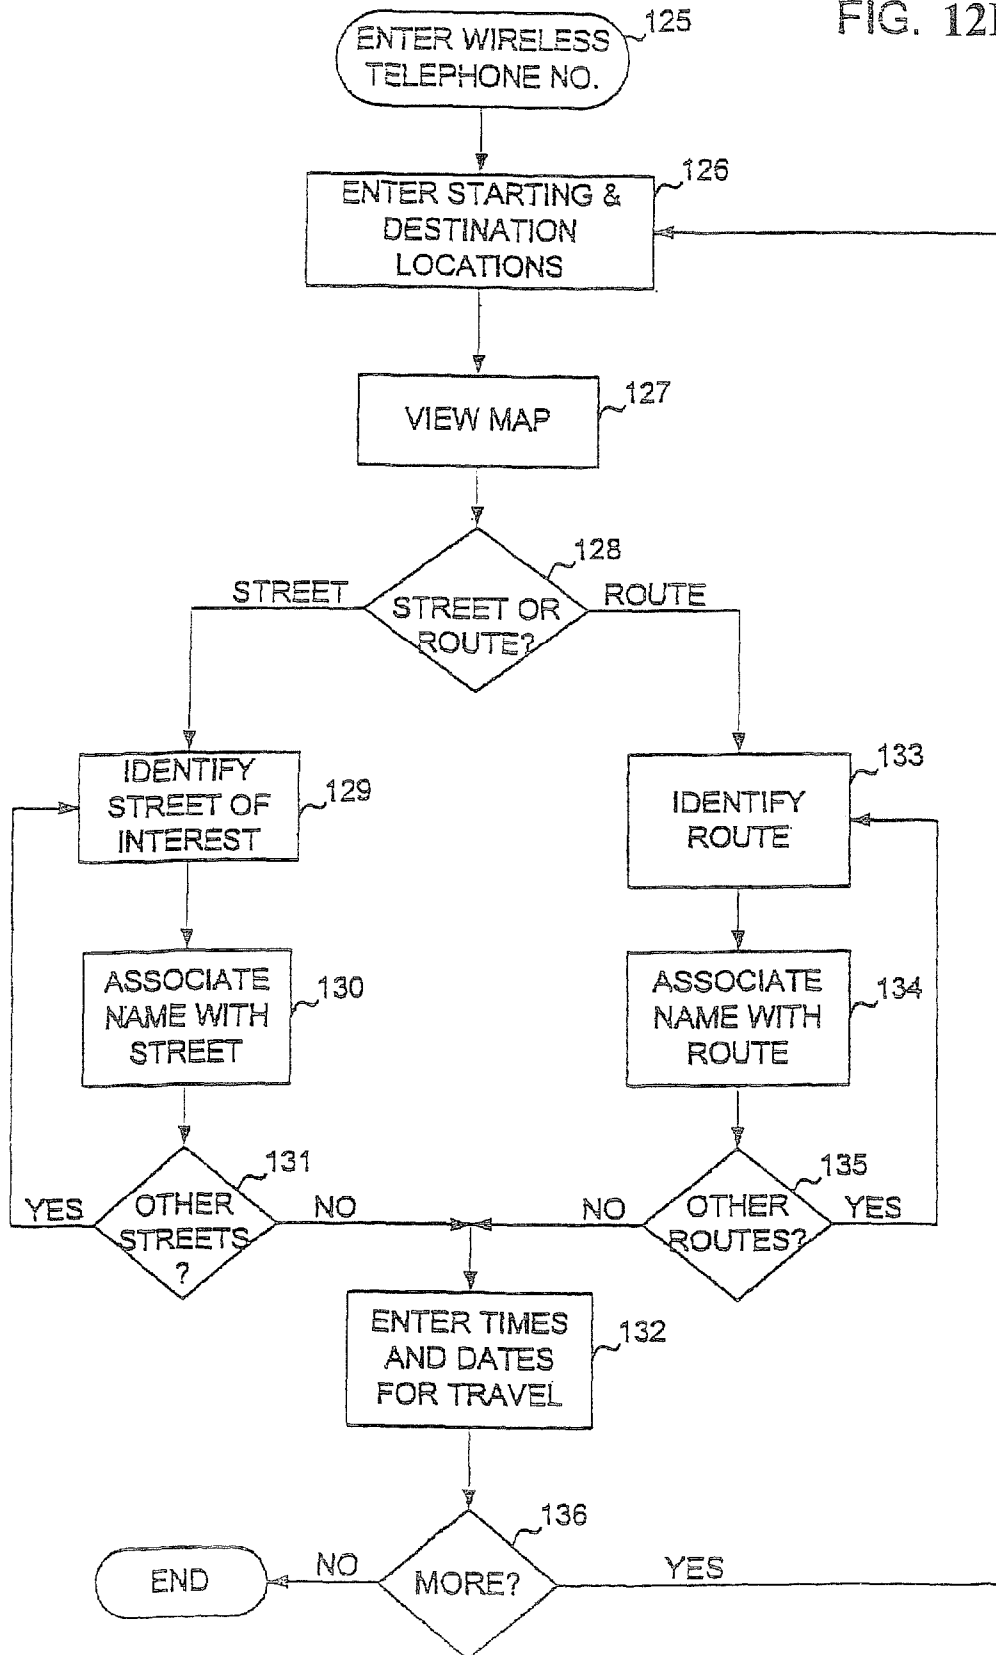 FIG. 12
ENTER WIRELESS
TELEPHONE NO.
125
ENTER STARTING &
DESTINATION
LOCATIONS
126
VIEW MAP
127
128
STREET OR
ROUTE?
STREET
ROUTE
IDENTIFY
STREET OF
INTEREST
129
IDENTIFY
ROUTE
133
ASSOCIATE
NAME WITH
STREET
130
ASSOCIATE
NAME WITH
ROUTE
134
131
OTHER
STREETS
?
YES
NO
135
OTHER
ROUTES?
NO
YES
ENTER TIMES
AND DATES
FOR TRAVEL
132
136
MORE?
NO
YES
END